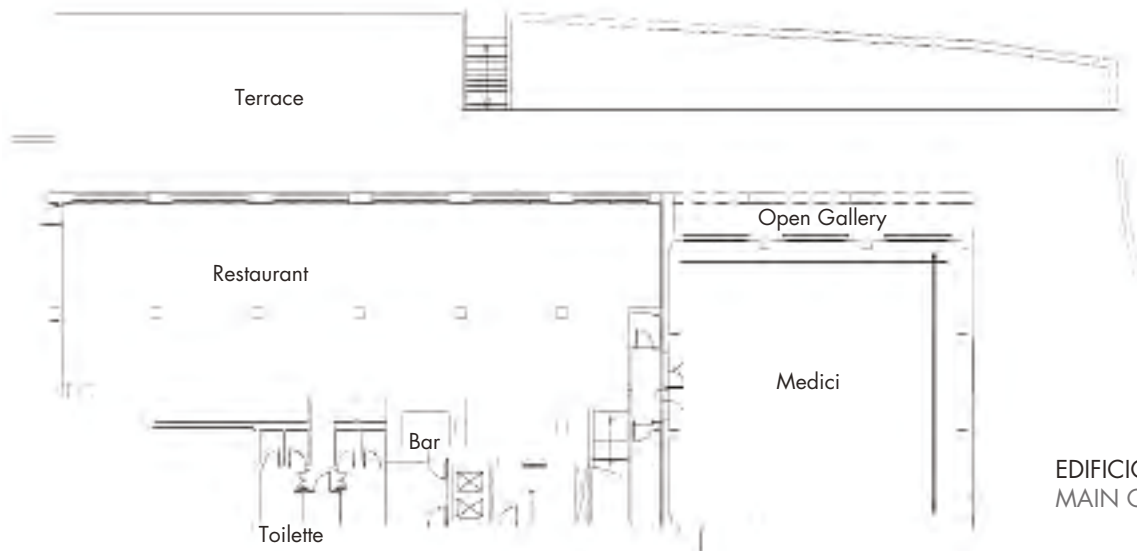 Terrace
Open Gallery
Restaurant
Medici
Bar
EDIFICIO
MAIN
Toilette